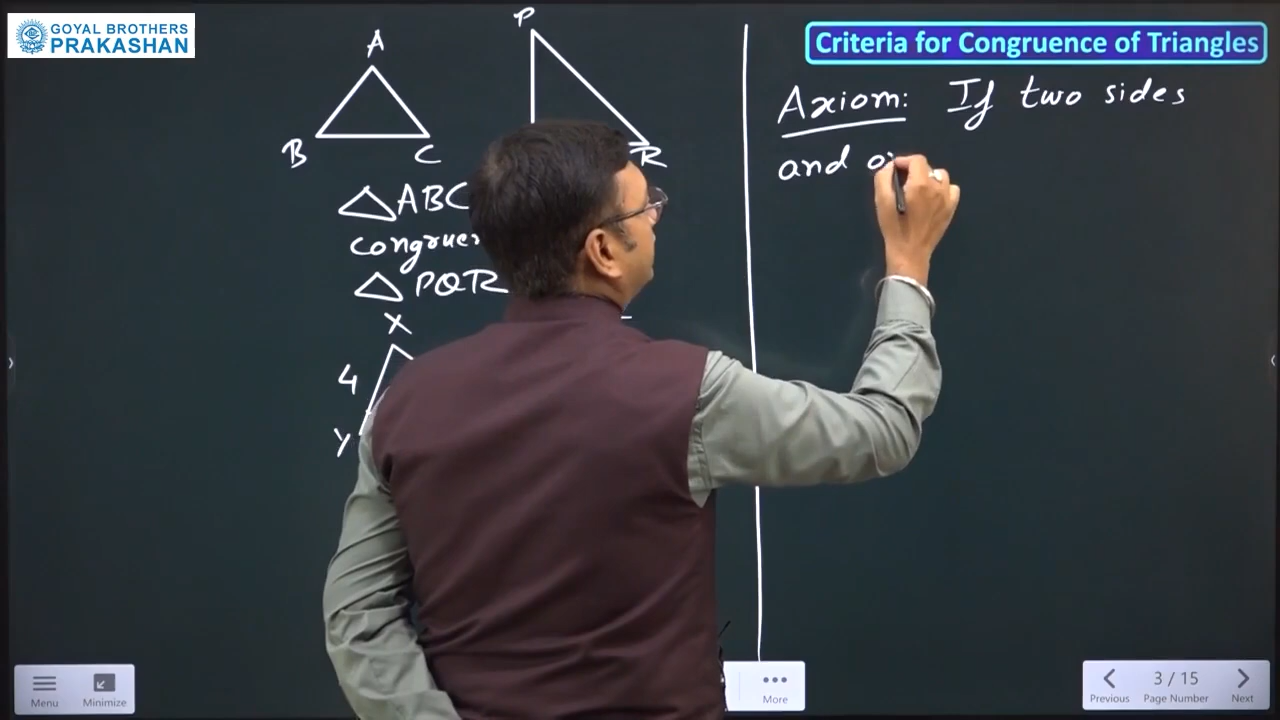 GOYAL BROTHERS
PRAKASHAN
Criteria for Congruence of Triangles
A
B
C
P
R
△ABC
△PQR
X
4
Y
Axiom: If two sides
and
Menu
Minimize
More
Previous
3 / 15
Page Number
Next